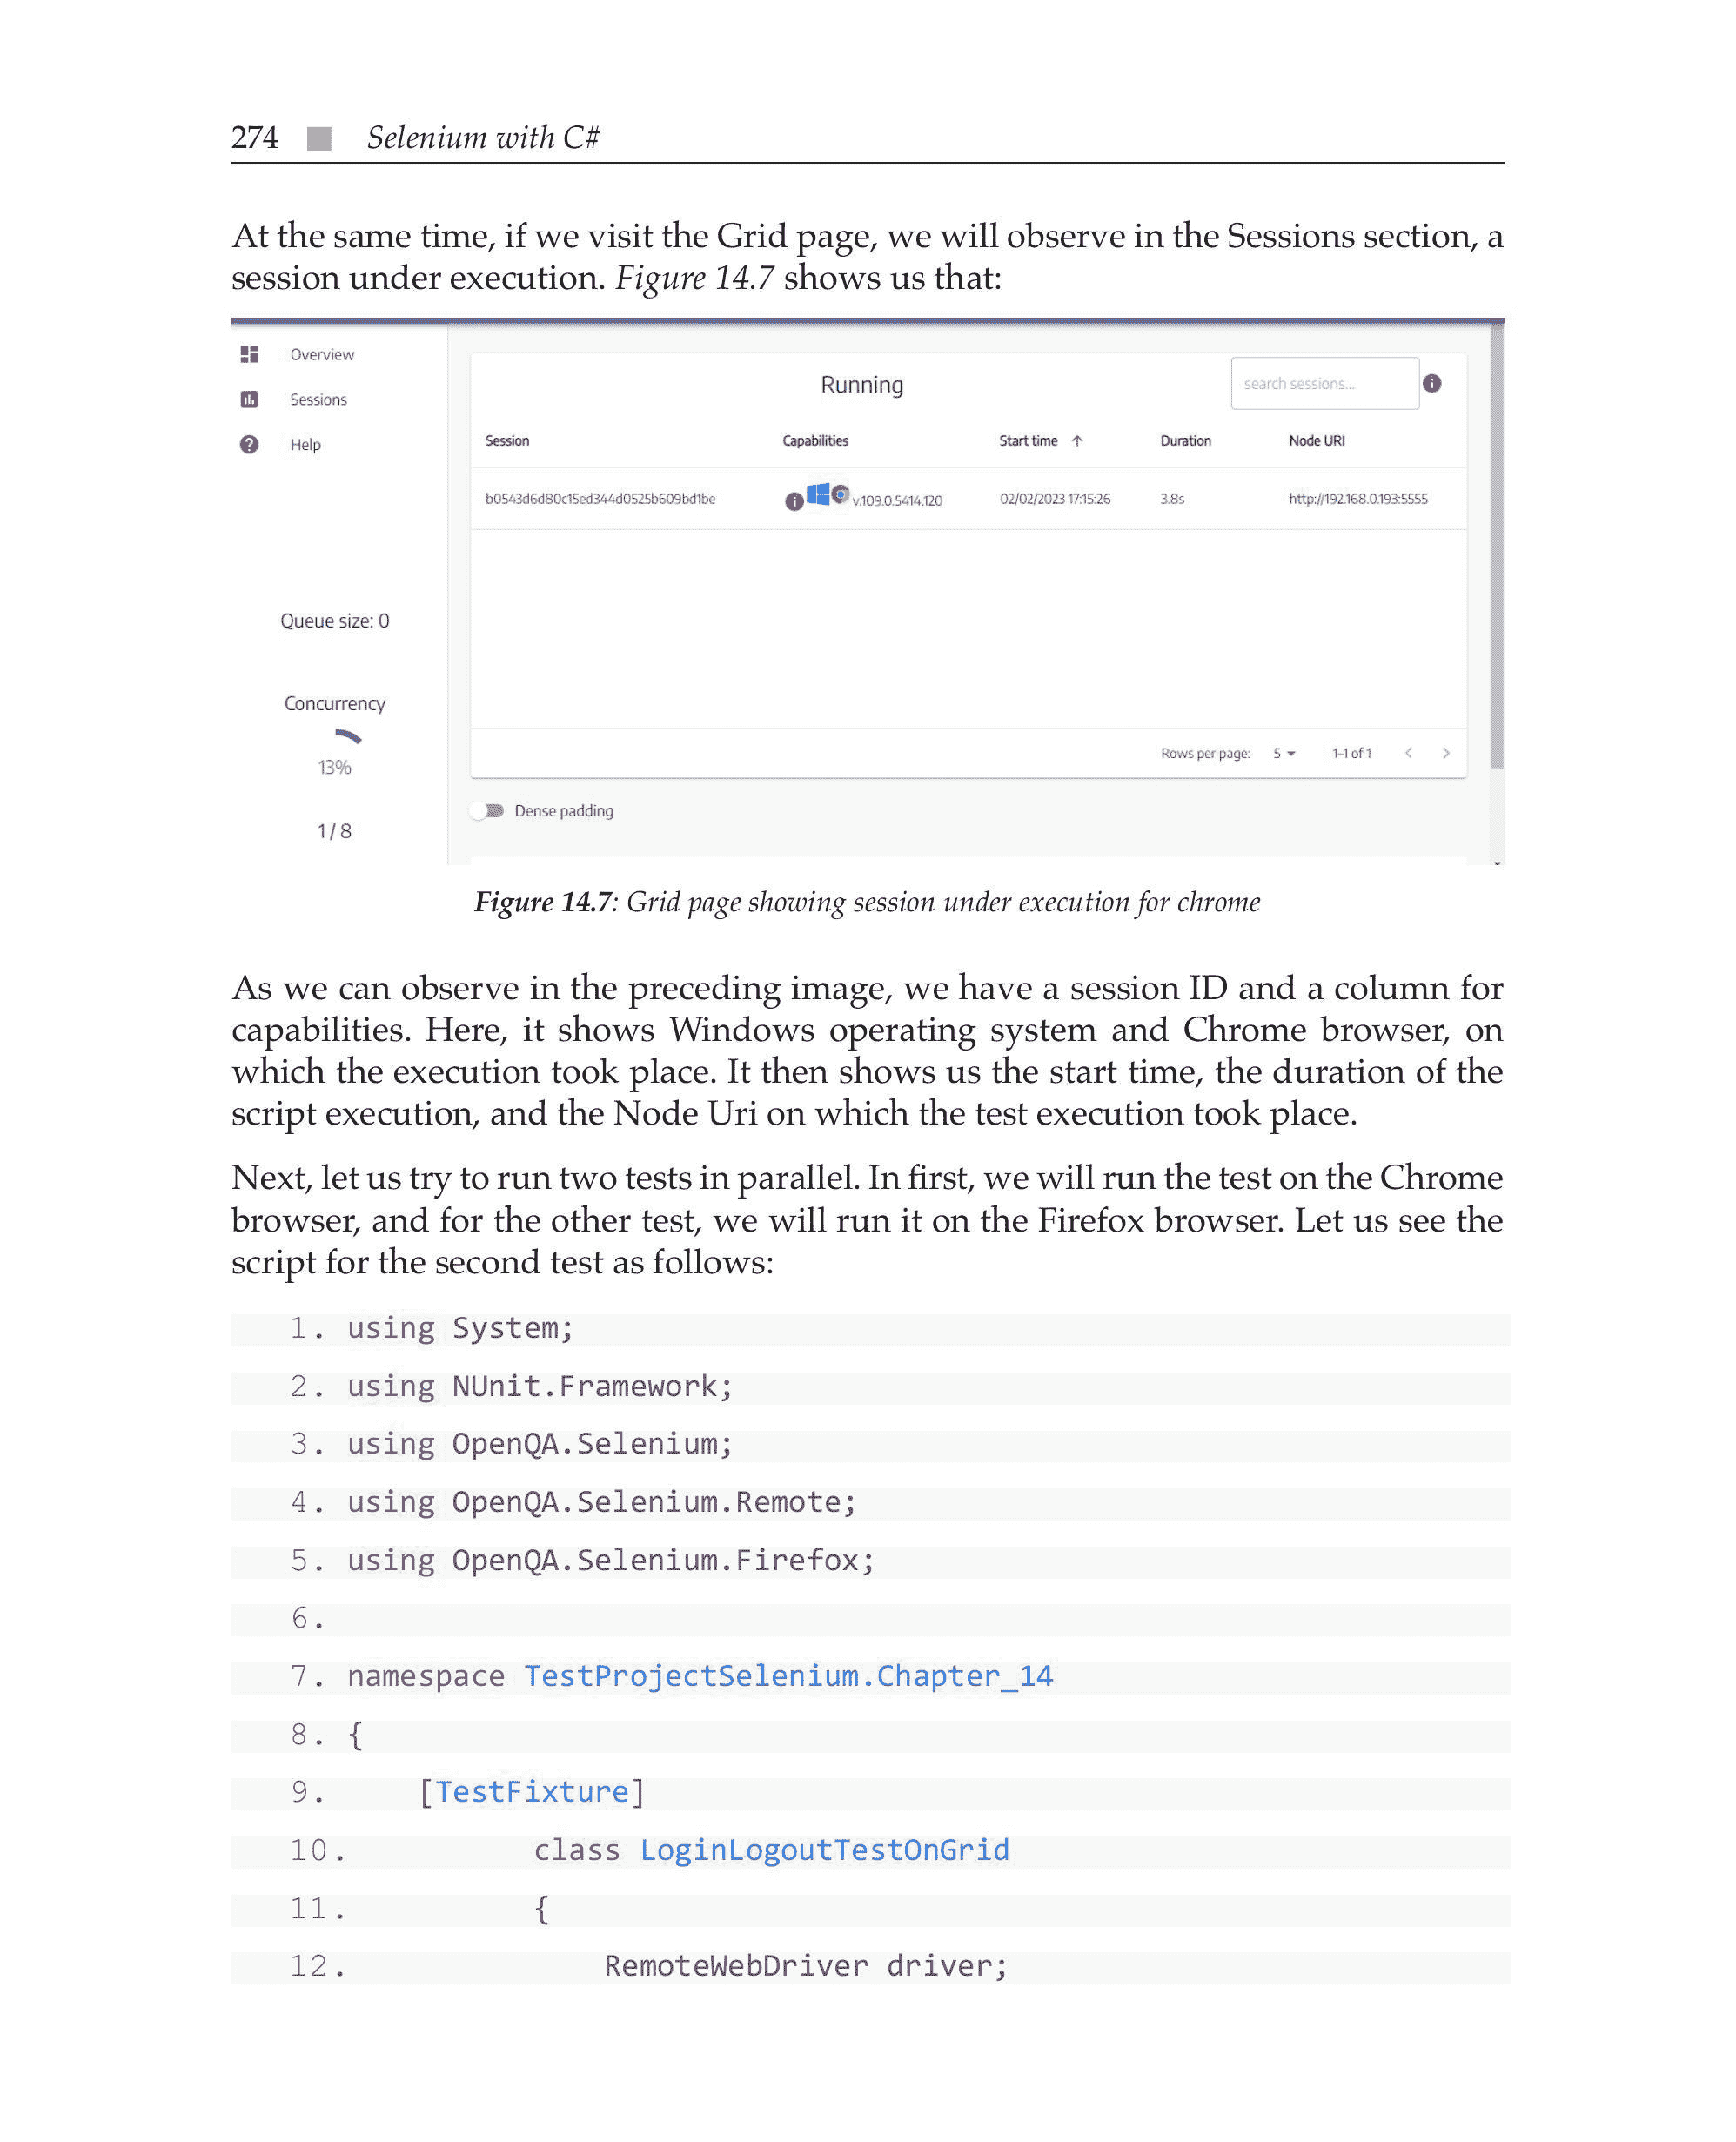 274 Selenium with C#
At the same time, if we visit the Grid page, we will observe in the Sessions section, a
session under execution. Figure 14.7 shows us that:
Overview
Sessions
Help
Queue size: 0
Concurrency
13%
1 / 8
Running
search sessions...
Session Capabilities Start time ↑ Duration Node URI
b0543d6d80c15ed344d0525b609bd1be v.109.0.5414.120 02/02/2023 17:15:26 3.8s http://192.168.0.193:5555
Rows per page: 5 1–1 of 1 < >
Dense padding
Figure 14.7: Grid page showing session under execution for chrome
As we can observe in the preceding image, we have a session ID and a column for
capabilities. Here, it shows Windows operating system and Chrome browser, on
which the execution took place. It then shows us the start time, the duration of the
script execution, and the Node Uri on which the test execution took place.
Next, let us try to run two tests in parallel. In first, we will run the test on the Chrome
browser, and for the other test, we will run it on the Firefox browser. Let us see the
script for the second test as follows:
1. using System;
2. using NUnit.Framework;
3. using OpenQA.Selenium;
4. using OpenQA.Selenium.Remote;
5. using OpenQA.Selenium.Firefox;
6.
7. namespace TestProjectSelenium.Chapter_14
8. {
9. [TestFixture]
10. class LoginLogoutTestOnGrid
11. {
12. RemoteWebDriver driver;